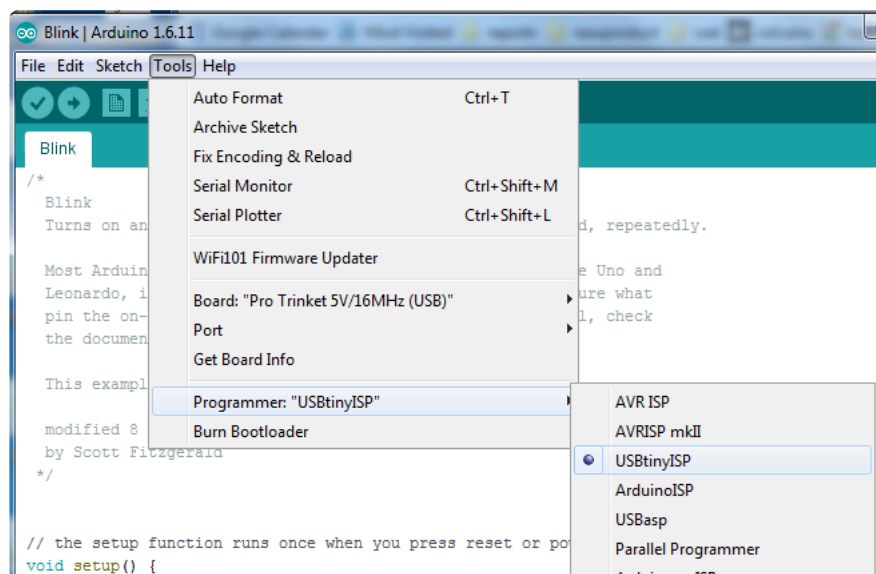 Blink | Arduino 1.6.11
File Edit Sketch Tools Help
Auto Format Ctrl+T
Archive Sketch
Fix Encoding & Reload
Serial Monitor Ctrl+Shift+M
Serial Plotter Ctrl+Shift+L
WiFi101 Firmware Updater
Board: "Pro Trinket 5V/16MHz (USB)"
Port
Get Board Info
Programmer: "USBtinyISP"
Burn Bootloader
AVR ISP
AVRISP mkII
USBtinyISP
ArduinoISP
USBasp
Parallel Programmer
Blink
/*
Blink
Turns on an d, repeatedly.
Most Arduin e Uno and
Leonardo, i ure what
pin the on- l, check
the documen
This exampl
modified 8
by Scott Fitzgerald
*/
// the setup function runs once when you press reset or po
void setup() {